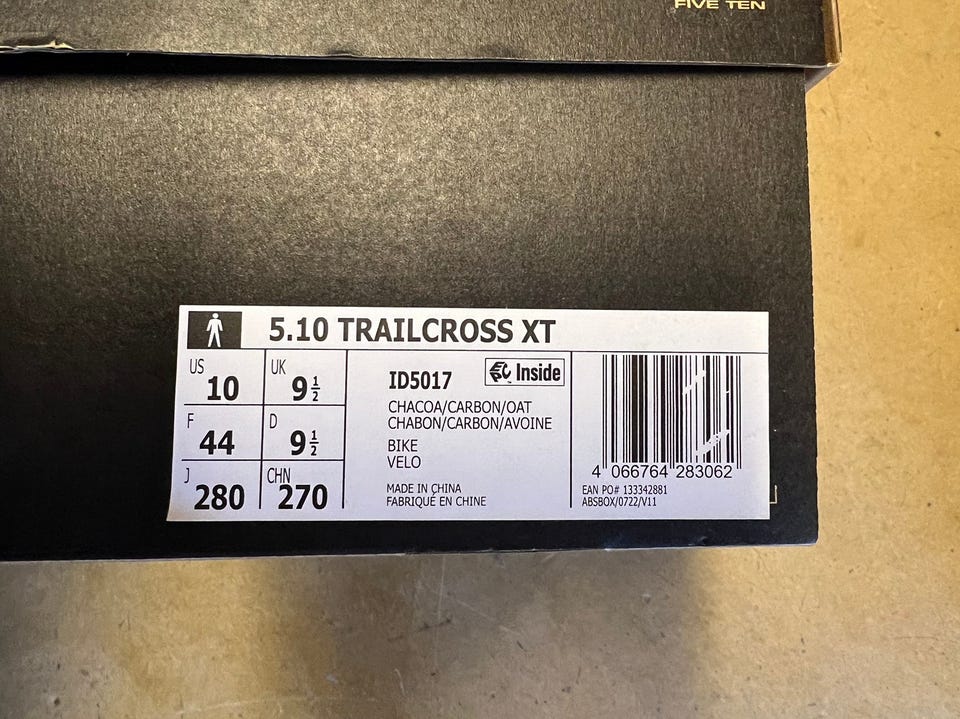 FIVE TEN
5.10 TRAILCROSS XT
US 10 UK 9 1/2
F 44 D 9 1/2
J 280 CHN 270
ID5017 Inside
CHACOA/CARBON/OAT
CHABON/CARBON/AVOINE
BIKE
VELO
MADE IN CHINA
FABRIQUÉ EN CHINE
4 066764 283062
EAN PO# 133342881
ABSBOX/0722/V11